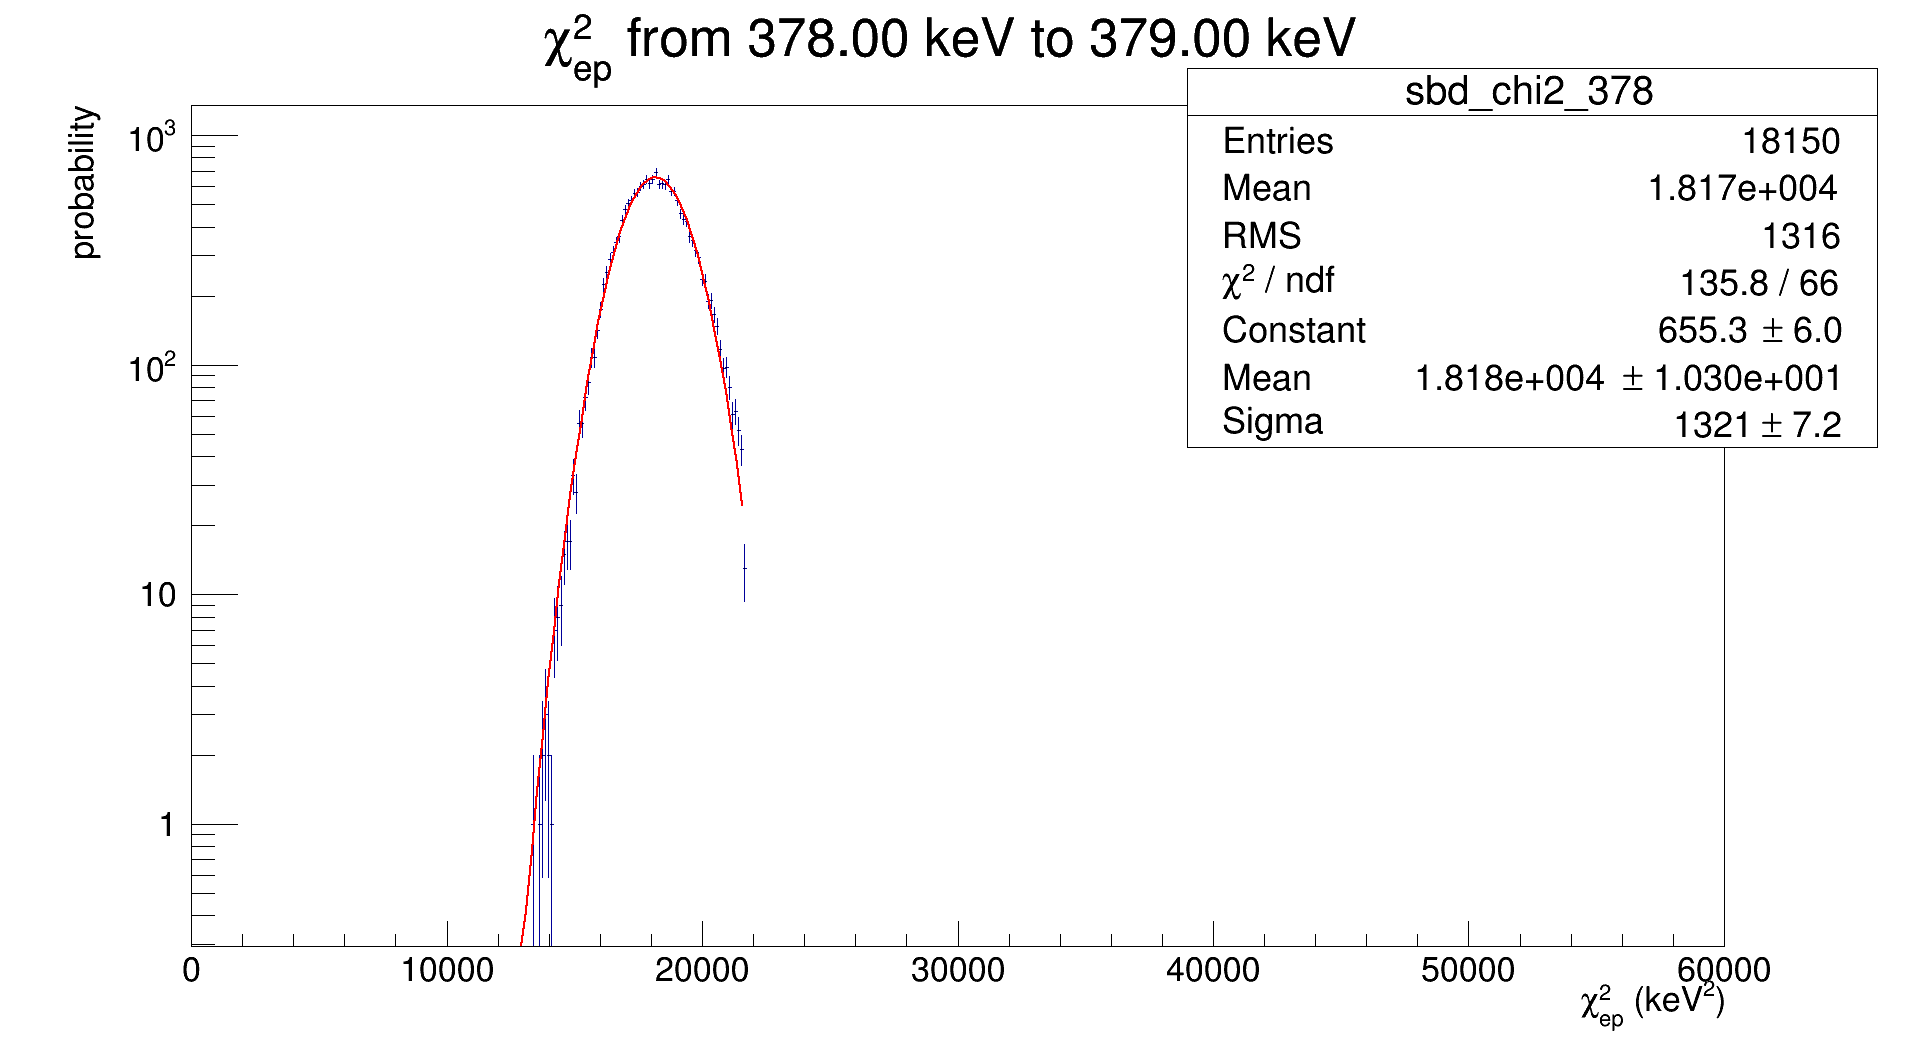 χ²ep from 378.00 keV to 379.00 keV
sbd_chi2_378
Entries 18150
Mean 1.817e+004
RMS 1316
χ² / ndf 135.8 / 66
Constant 655.3 ± 6.0
Mean 1.818e+004 ± 1.030e+001
Sigma 1321 ± 7.2
probability
10³
10²
10
1
0 10000 20000 30000 40000 50000 60000
χ²ep (keV²)